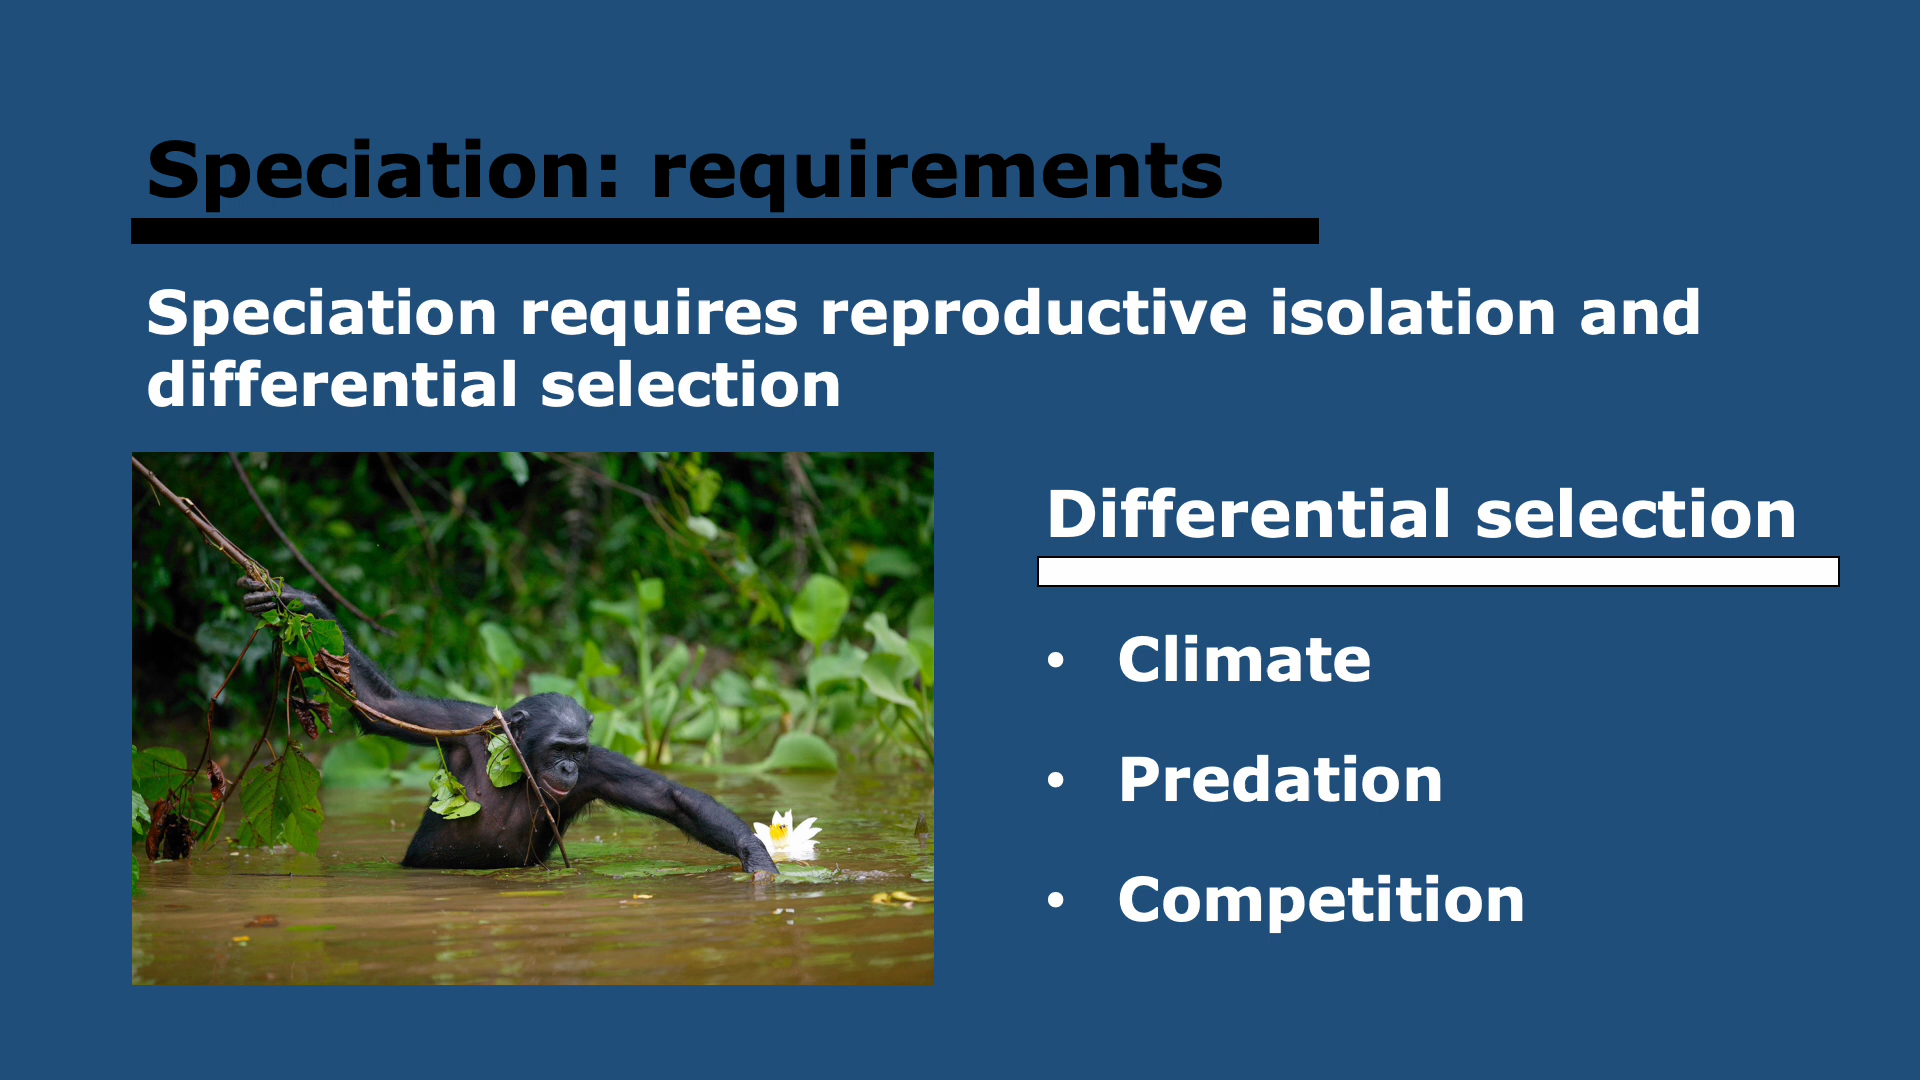 Speciation: requirements
Speciation requires reproductive isolation and
differential selection
Differential selection
• Climate
• Predation
• Competition